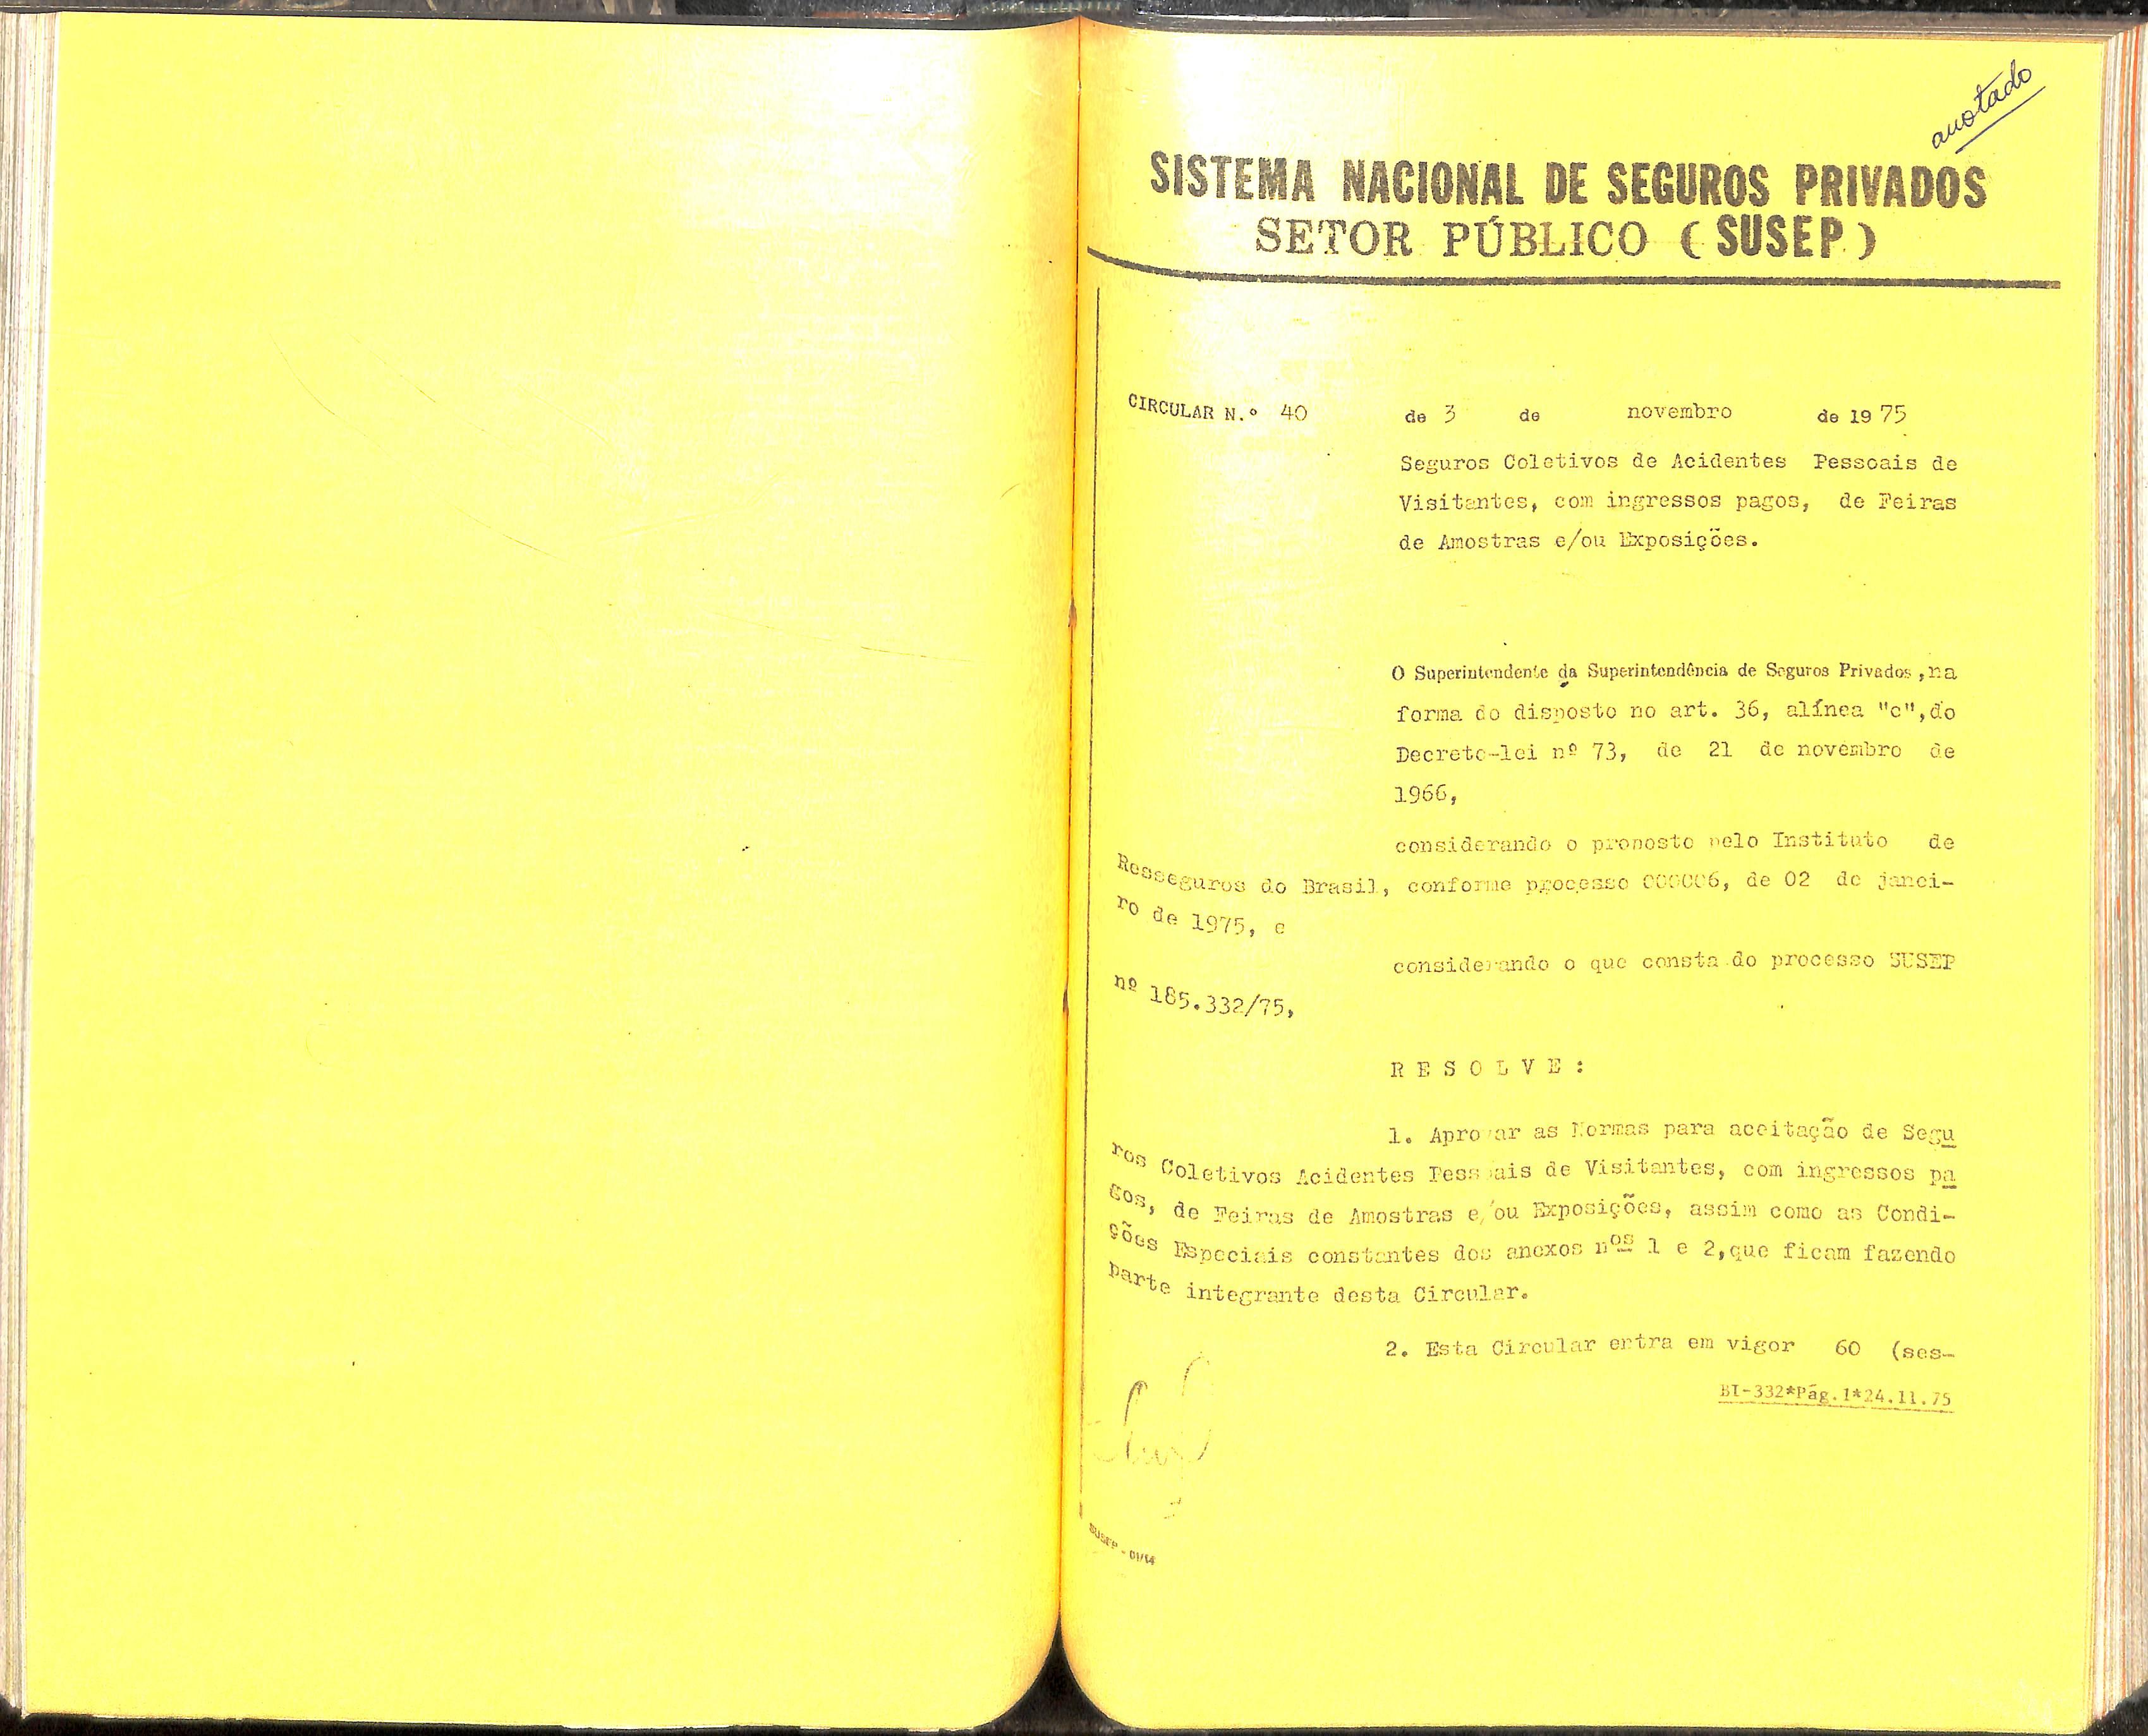 anotado
SISTEMA NACIONAL DE SEGUROS PRIVADOS
SETOR PÚBLICO (SUSEP)
CIRCULAR N.º 40 de 3 de novembro de 1975
Seguros Coletivos de Acidentes Pessoais de
Visitantes, com ingressos pagos, de Feiras
de Amostras e/ou Exposições.
O Superintendente da Superintendência de Seguros Privados, na
forma do disposto no art. 36, alínea "c", do
Decreto-lei nº 73, de 21 de novembro de
1966,
considerando o proposto pelo Instituto de
Resseguros do Brasil, conforme processo 000006, de 02 de janei-
ro de 1975, e
considerando o que consta do processo SUSEP
nº 185.332/75,
R E S O L V E :
1. Aprovar as Normas para aceitação de Segu
ros Coletivos Acidentes Pessoais de Visitantes, com ingressos pa
gos, de Feiras de Amostras e/ou Exposições, assim como as Condi-
ções Especiais constantes dos anexos nºs 1 e 2, que ficam fazendo
parte integrante desta Circular.
2. Esta Circular entra em vigor 60 (ses-
BI-332*Pág.1*24.11.75
SUSEP -